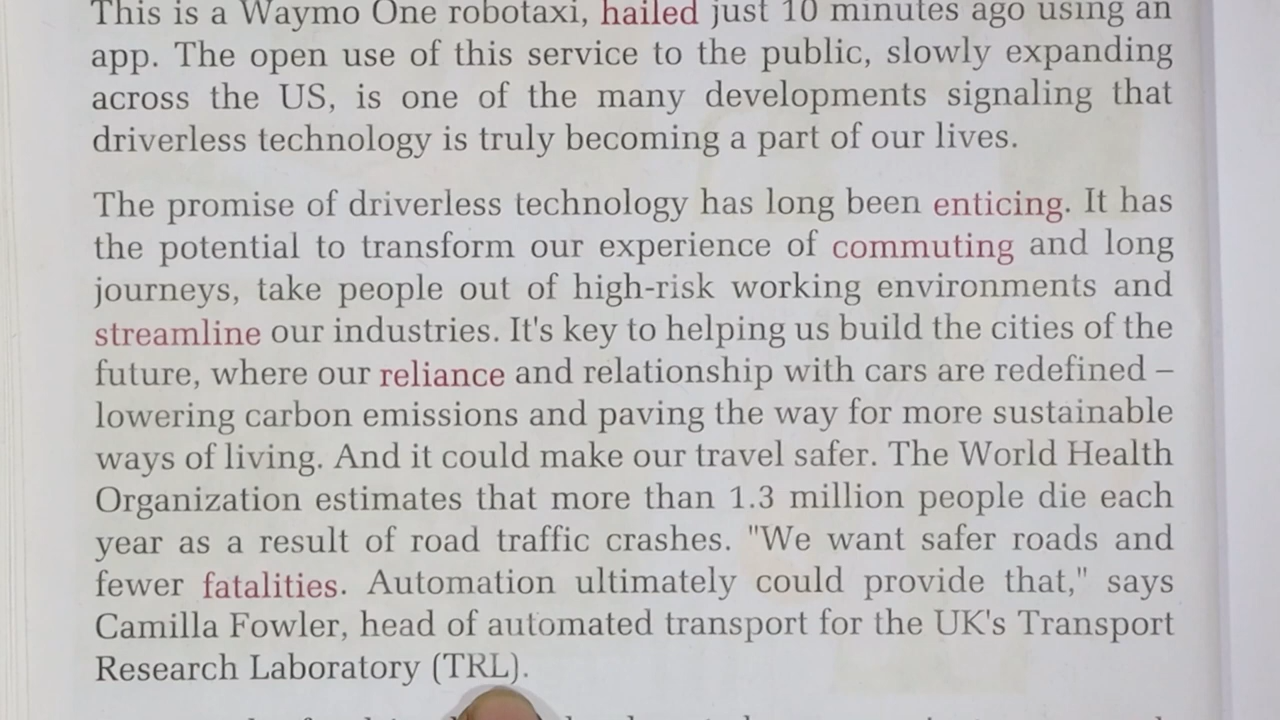 This is a Waymo One robotaxi, hailed just 10 minutes ago using an
app. The open use of this service to the public, slowly expanding
across the US, is one of the many developments signaling that
driverless technology is truly becoming a part of our lives.
The promise of driverless technology has long been enticing. It has
the potential to transform our experience of commuting and long
journeys, take people out of high-risk working environments and
streamline our industries. It's key to helping us build the cities of the
future, where our reliance and relationship with cars are redefined –
lowering carbon emissions and paving the way for more sustainable
ways of living. And it could make our travel safer. The World Health
Organization estimates that more than 1.3 million people die each
year as a result of road traffic crashes. "We want safer roads and
fewer fatalities. Automation ultimately could provide that," says
Camilla Fowler, head of automated transport for the UK's Transport
Research Laboratory (TRL).